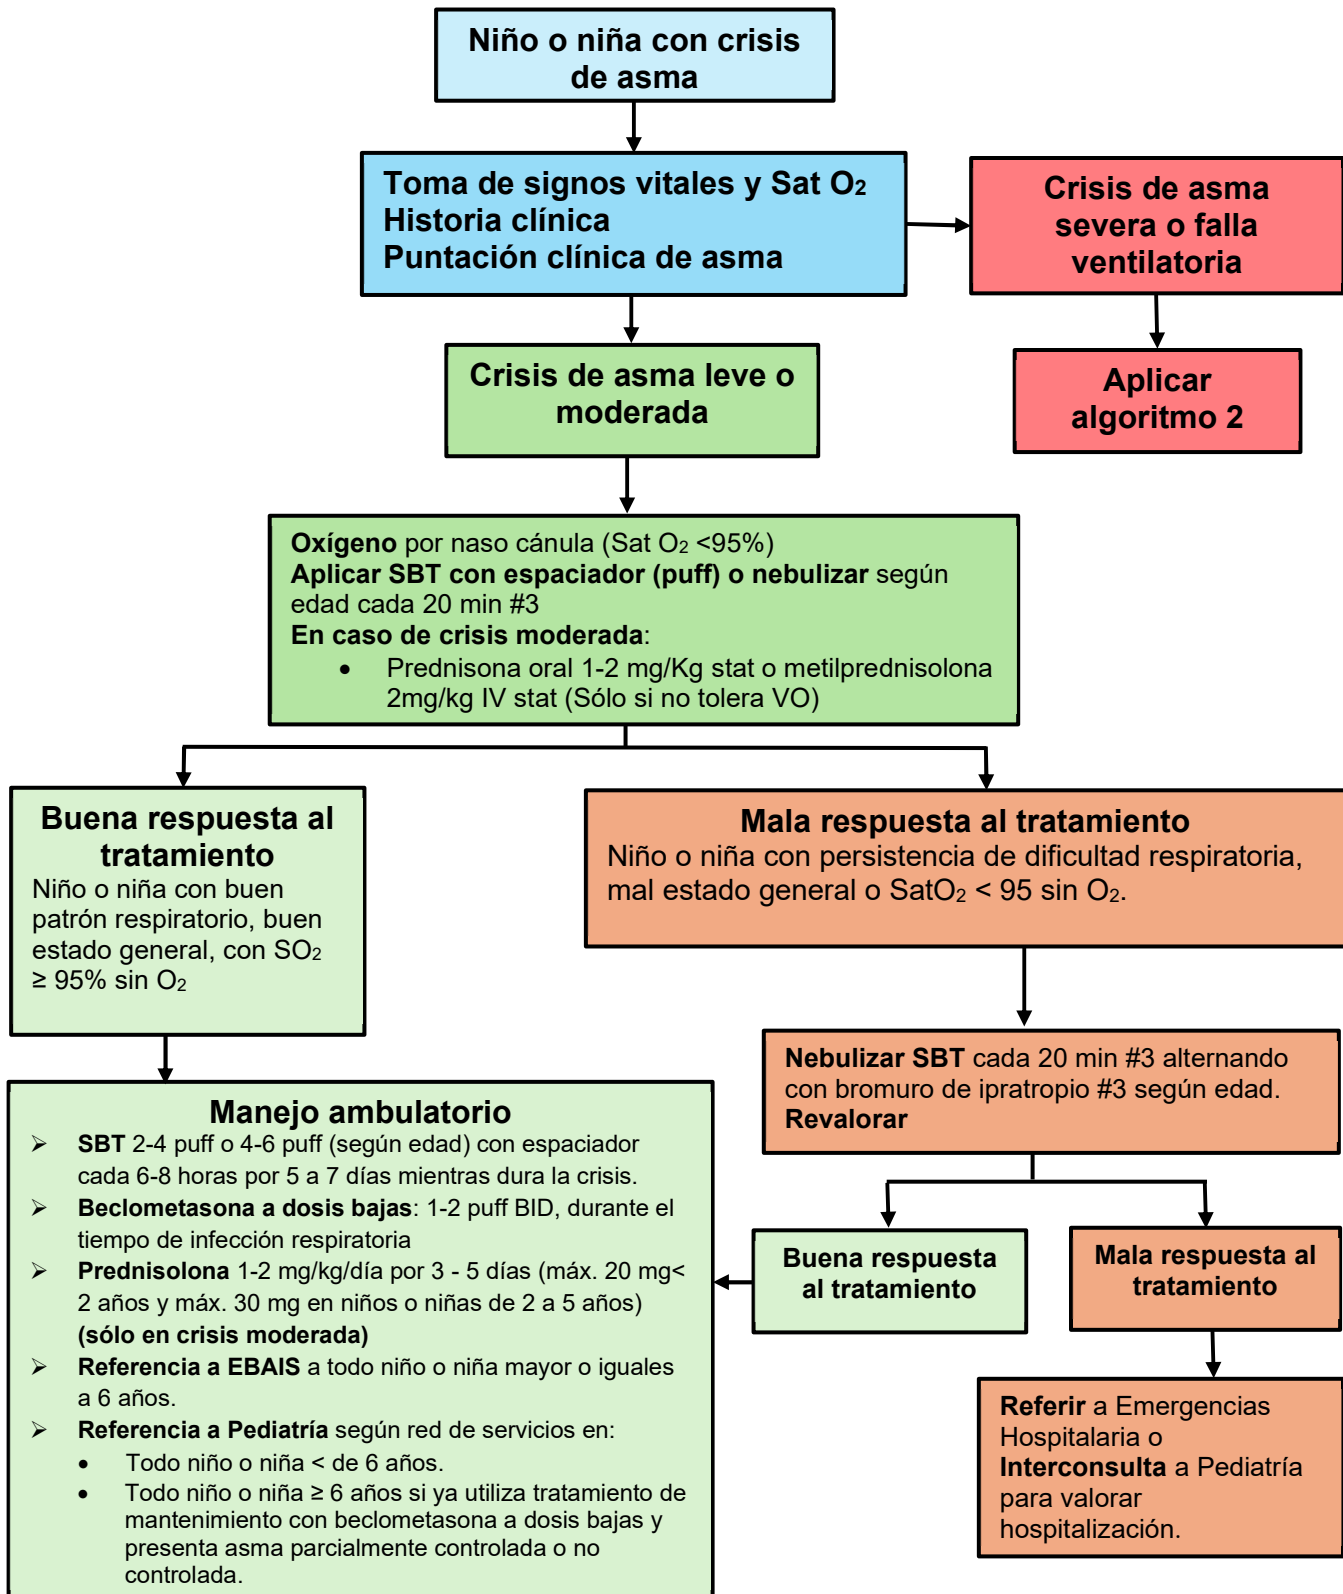 Niño o niña con crisis
de asma
Toma de signos vitales y Sat O₂
Historia clínica
Puntación clínica de asma
Crisis de asma
severa o falla
ventilatoria
Aplicar
algoritmo 2
Crisis de asma leve o
moderada
Oxígeno por naso cánula (Sat O₂ <95%)
Aplicar SBT con espaciador (puff) o nebulizar según
edad cada 20 min #3
En caso de crisis moderada:
• Prednisona oral 1-2 mg/Kg stat o metilprednisolona
2mg/kg IV stat (Sólo si no tolera VO)
Buena respuesta al
tratamiento
Niño o niña con buen
patrón respiratorio, buen
estado general, con SO₂
≥ 95% sin O₂
Mala respuesta al tratamiento
Niño o niña con persistencia de dificultad respiratoria,
mal estado general o SatO₂ < 95 sin O₂.
Nebulizar SBT cada 20 min #3 alternando
con bromuro de ipratropio #3 según edad.
Revalorar
Buena respuesta
al tratamiento
Mala respuesta al
tratamiento
Referir a Emergencias
Hospitalaria o
Interconsulta a Pediatría
para valorar
hospitalización.
Manejo ambulatorio
➢ SBT 2-4 puff o 4-6 puff (según edad) con espaciador
cada 6-8 horas por 5 a 7 días mientras dura la crisis.
➢ Beclometasona a dosis bajas: 1-2 puff BID, durante el
tiempo de infección respiratoria
➢ Prednisolona 1-2 mg/kg/día por 3 - 5 días (máx. 20 mg<
2 años y máx. 30 mg en niños o niñas de 2 a 5 años)
(sólo en crisis moderada)
➢ Referencia a EBAIS a todo niño o niña mayor o iguales
a 6 años.
➢ Referencia a Pediatría según red de servicios en:
• Todo niño o niña < de 6 años.
• Todo niño o niña ≥ 6 años si ya utiliza tratamiento de
mantenimiento con beclometasona a dosis bajas y
presenta asma parcialmente controlada o no
controlada.